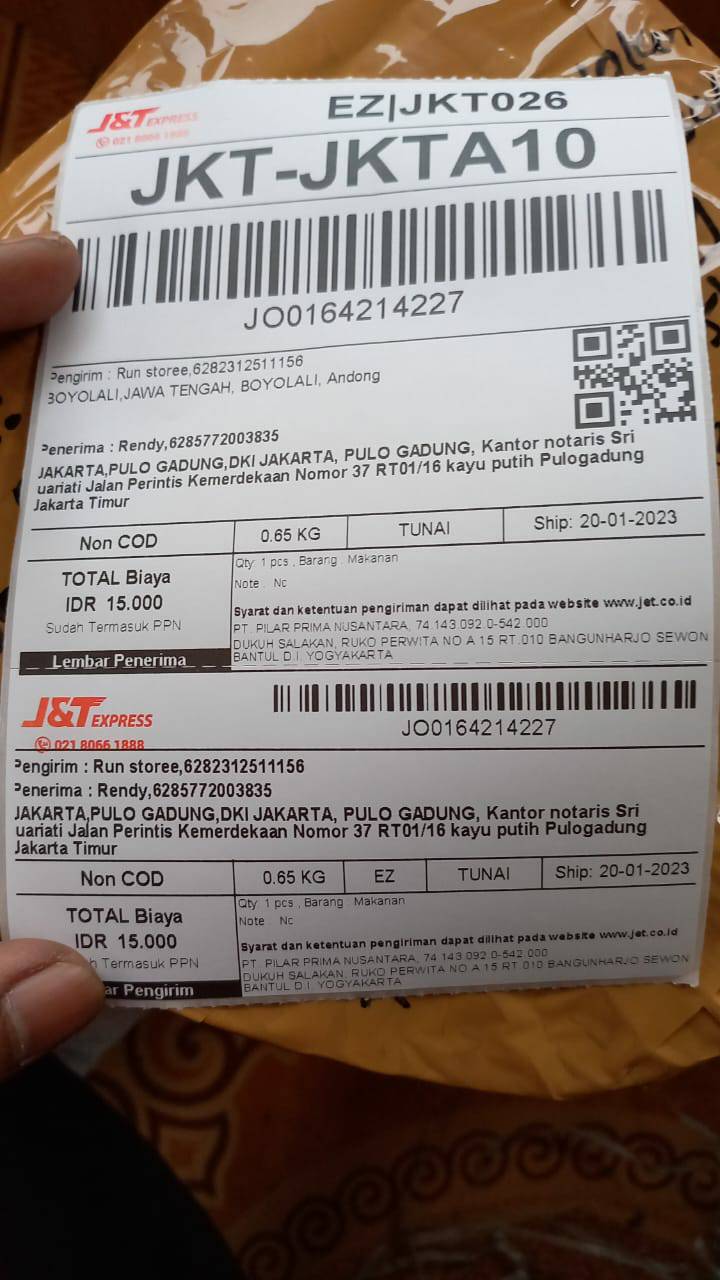 J&T EXPRESS
021 8066 1888
EZ|JKT026
JKT-JKTA10
JO0164214227
Pengirim : Run storee,6282312511156
BOYOLALI,JAWA TENGAH, BOYOLALI, Andong
Penerima : Rendy,6285772003835
JAKARTA,PULO GADUNG,DKI JAKARTA, PULO GADUNG, Kantor notaris Sri
uariati Jalan Perintis Kemerdekaan Nomor 37 RT01/16 kayu putih Pulogadung
Jakarta Timur
Non COD 0.65 KG TUNAI Ship: 20-01-2023
TOTAL Biaya
IDR 15.000
Sudah Termasuk PPN
Lembar Penerima
Qty: 1 pcs , Barang : Makanan
Note : Nc
Syarat dan ketentuan pengiriman dapat dilihat pada website www.jet.co.id
PT. PILAR PRIMA NUSANTARA, 74.143.092.0-542.000
DUKUH SALAKAN, RUKO PERWITA NO A 15 RT.010 BANGUNHARJO SEWON
BANTUL D.I. YOGYAKARTA
J&T EXPRESS
021 8066 1888
JO0164214227
Pengirim : Run storee,6282312511156
Penerima : Rendy,6285772003835
JAKARTA,PULO GADUNG,DKI JAKARTA, PULO GADUNG, Kantor notaris Sri
uariati Jalan Perintis Kemerdekaan Nomor 37 RT01/16 kayu putih Pulogadung
Jakarta Timur
Non COD 0.65 KG EZ TUNAI Ship: 20-01-2023
TOTAL Biaya
IDR 15.000
h Termasuk PPN
ar Pengirim
Qty: 1 pcs , Barang : Makanan
Note : Nc
Syarat dan ketentuan pengiriman dapat dilihat pada website www.jet.co.id
PT. PILAR PRIMA NUSANTARA, 74.143.092.0-542.000
DUKUH SALAKAN, RUKO PERWITA NO A 15 RT.010 BANGUNHARJO SEWON
BANTUL D.I. YOGYAKARTA